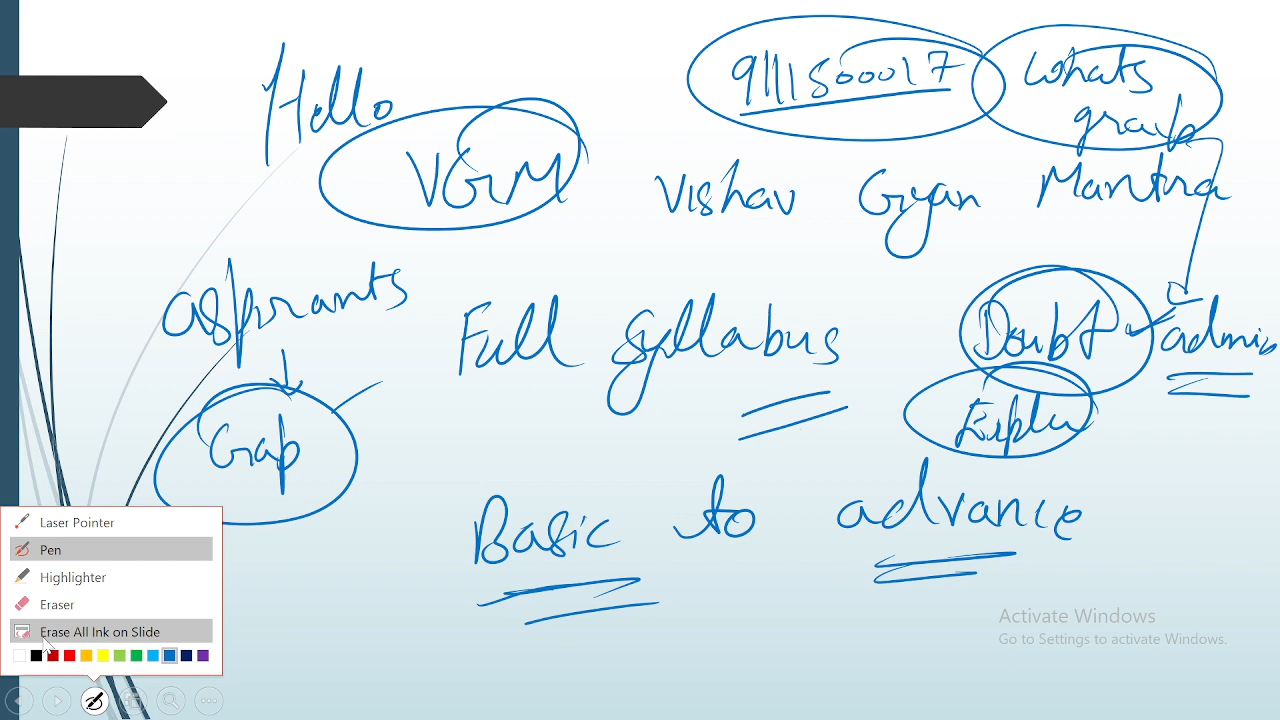 Hello
9111500017 Whats
grap
VGM
Vishav Gyan Mantra
aspirants
Full Syllabus
Doubt admin
Gap
Basic to advance
Laser Pointer
Pen
Highlighter
Eraser
Erase All Ink on Slide
Activate Windows
Go to Settings to activate Windows.